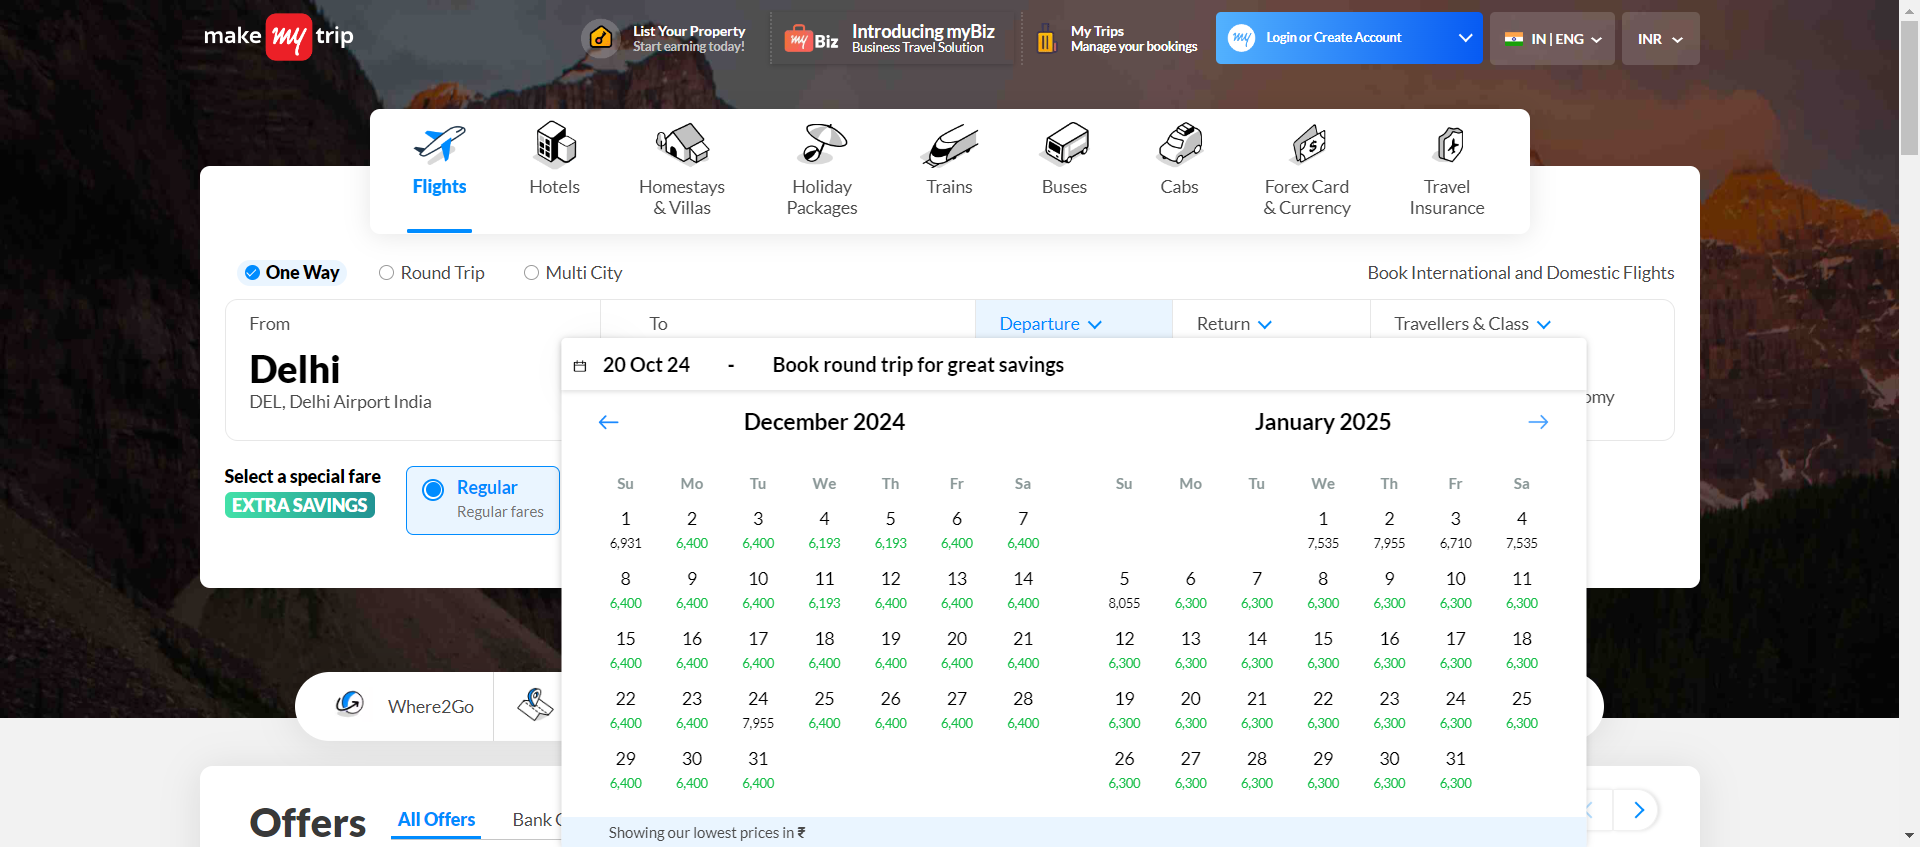 make my trip
List Your Property
Start earning today!
my Biz
Introducing myBiz
Business Travel Solution
My Trips
Manage your bookings
my Login or Create Account
IN | ENG
INR
Flights
Hotels
Homestays
& Villas
Holiday
Packages
Trains
Buses
Cabs
Forex Card
& Currency
Travel
Insurance
One Way
Round Trip
Multi City
Book International and Domestic Flights
From
To
Departure
Return
Travellers & Class
Delhi
DEL, Delhi Airport India
20 Oct 24 - Book round trip for great savings
December 2024
Su Mo Tu We Th Fr Sa
1 2 3 4 5 6 7
6,931 6,400 6,400 6,193 6,193 6,400 6,400
8 9 10 11 12 13 14
6,400 6,400 6,400 6,193 6,400 6,400 6,400
15 16 17 18 19 20 21
6,400 6,400 6,400 6,400 6,400 6,400 6,400
22 23 24 25 26 27 28
6,400 6,400 7,955 6,400 6,400 6,400 6,400
29 30 31
6,400 6,400 6,400
January 2025
Su Mo Tu We Th Fr Sa
1 2 3 4
7,535 7,955 6,710 7,535
5 6 7 8 9 10 11
8,055 6,300 6,300 6,300 6,300 6,300 6,300
12 13 14 15 16 17 18
6,300 6,300 6,300 6,300 6,300 6,300 6,300
19 20 21 22 23 24 25
6,300 6,300 6,300 6,300 6,300 6,300 6,300
26 27 28 29 30 31
6,300 6,300 6,300 6,300 6,300 6,300
Showing our lowest prices in ₹
omy
Select a special fare
EXTRA SAVINGS
Regular
Regular fares
Where2Go
Offers
All Offers
Bank